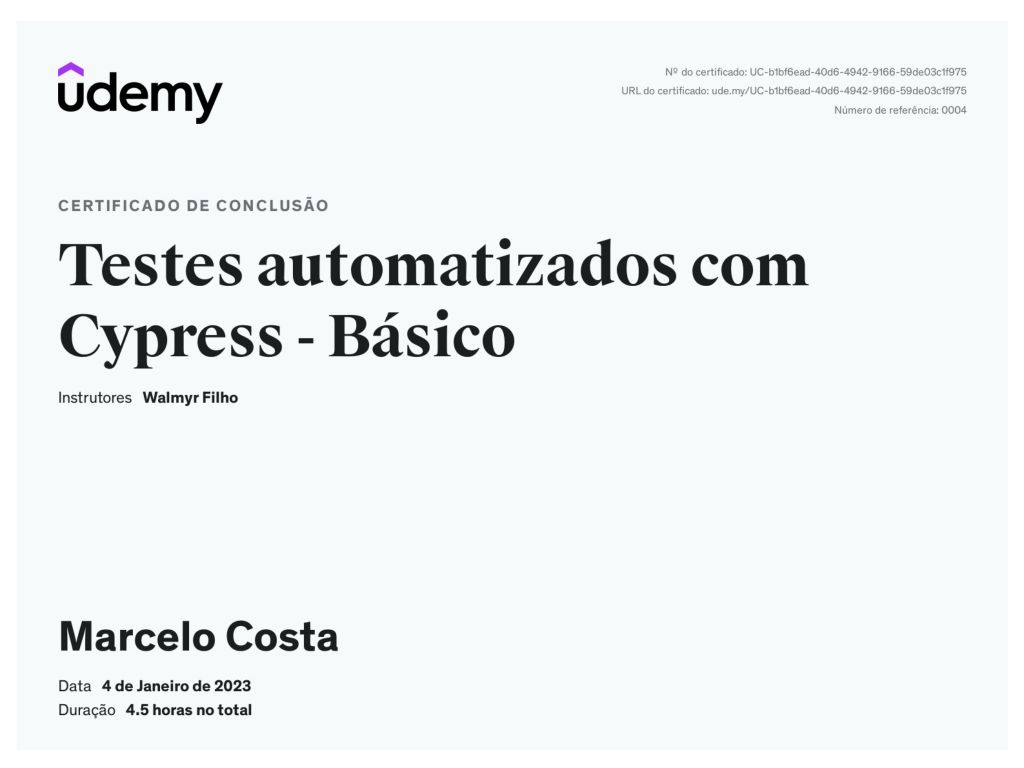 udemy
Nº do certificado: UC-b1bf6ead-40d6-4942-9166-59de03c1f975
URL do certificado: ude.my/UC-b1bf6ead-40d6-4942-9166-59de03c1f975
Número de referência: 0004
CERTIFICADO DE CONCLUSÃO
Testes automatizados com
Cypress - Básico
Instrutores Walmyr Filho
Marcelo Costa
Data 4 de Janeiro de 2023
Duração 4.5 horas no total